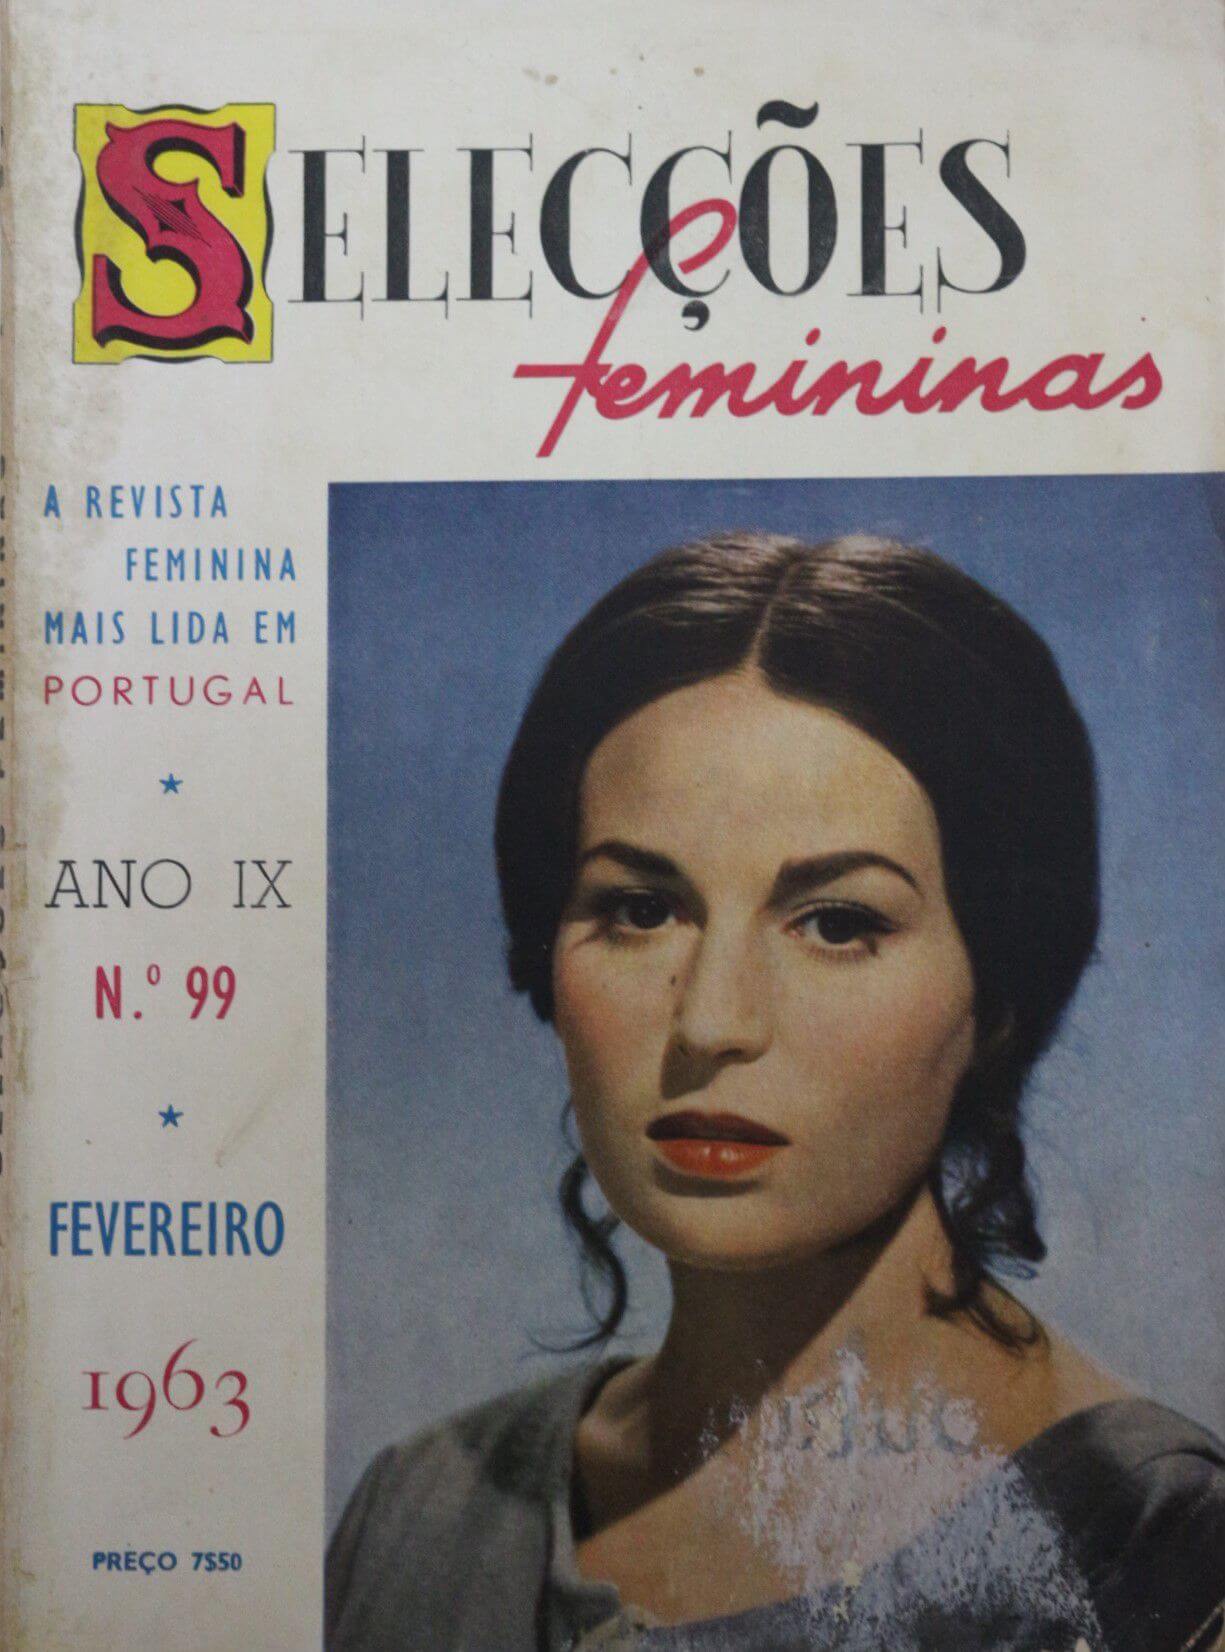 SELECÇÕES
femininas
A REVISTA
FEMININA
MAIS LIDA EM
PORTUGAL
ANO IX
N.º 99
FEVEREIRO
1963
PREÇO 7$50